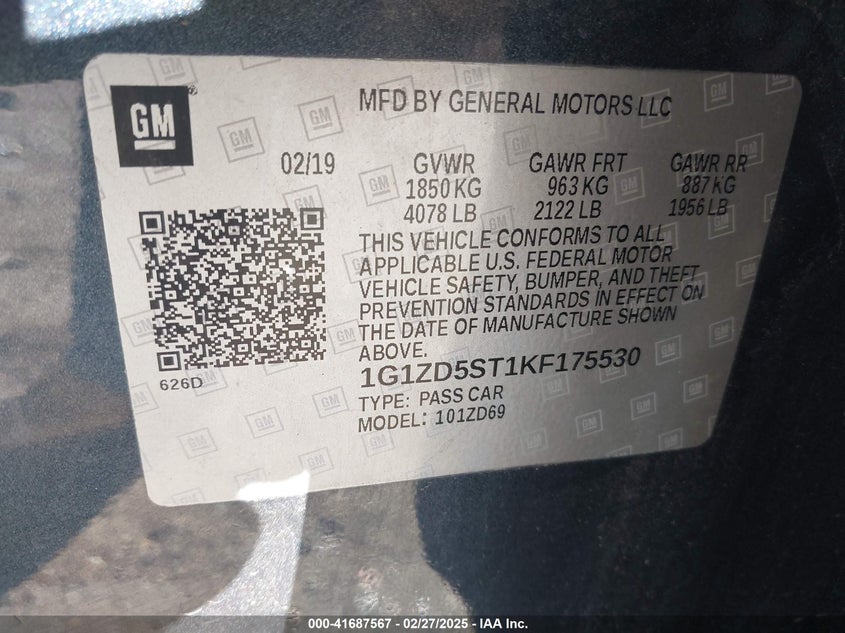 GM
MFD BY GENERAL MOTORS LLC
02/19 GVWR GAWR FRT GAWR RR
1850 KG 963 KG 887 KG
4078 LB 2122 LB 1956 LB
THIS VEHICLE CONFORMS TO ALL
APPLICABLE U.S. FEDERAL MOTOR
VEHICLE SAFETY, BUMPER, AND THEFT
PREVENTION STANDARDS IN EFFECT ON
THE DATE OF MANUFACTURE SHOWN
ABOVE.
626D
1G1ZD5ST1KF175530
TYPE: PASS CAR
MODEL: 101ZD69
000-41687567 - 02/27/2025 - IAA Inc.